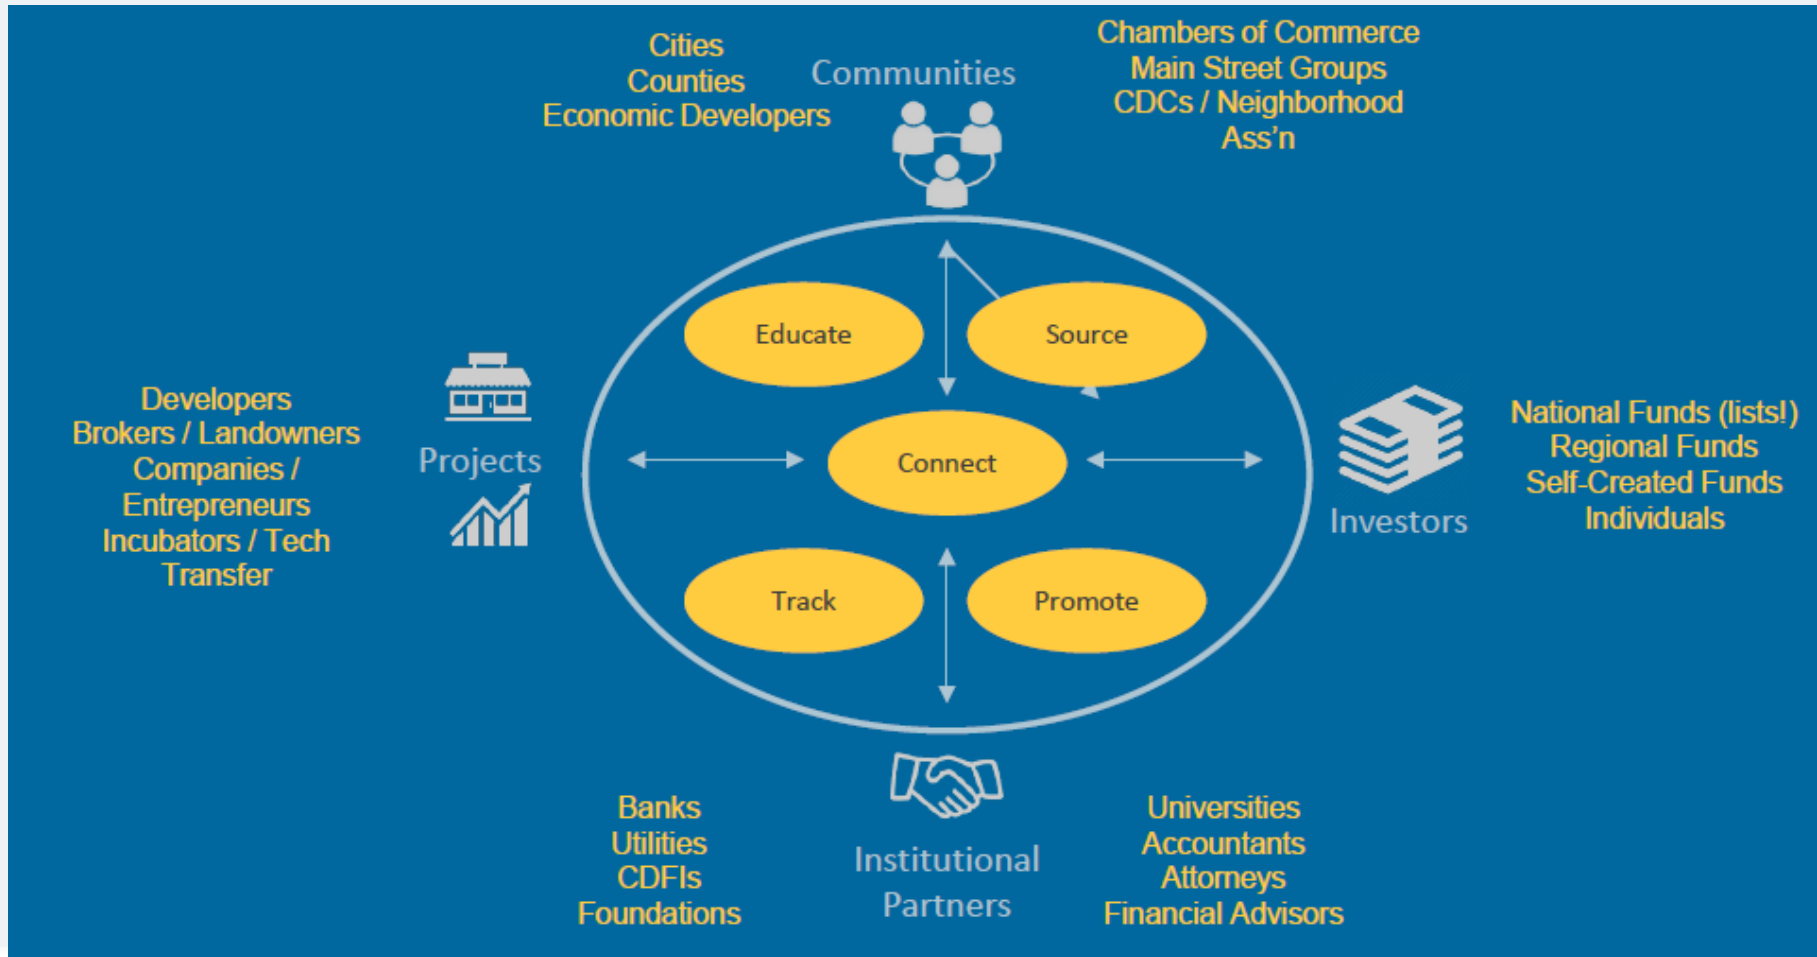 Cities
Counties
Economic Developers
Communities
Chambers of Commerce
Main Street Groups
CDCs / Neighborhood
Ass’n
Educate
Source
Developers
Brokers / Landowners
Companies /
Entrepreneurs
Incubators / Tech
Transfer
Projects
Connect
Investors
National Funds (lists!)
Regional Funds
Self-Created Funds
Individuals
Track
Promote
Banks
Utilities
CDFIs
Foundations
Institutional
Partners
Universities
Accountants
Attorneys
Financial Advisors